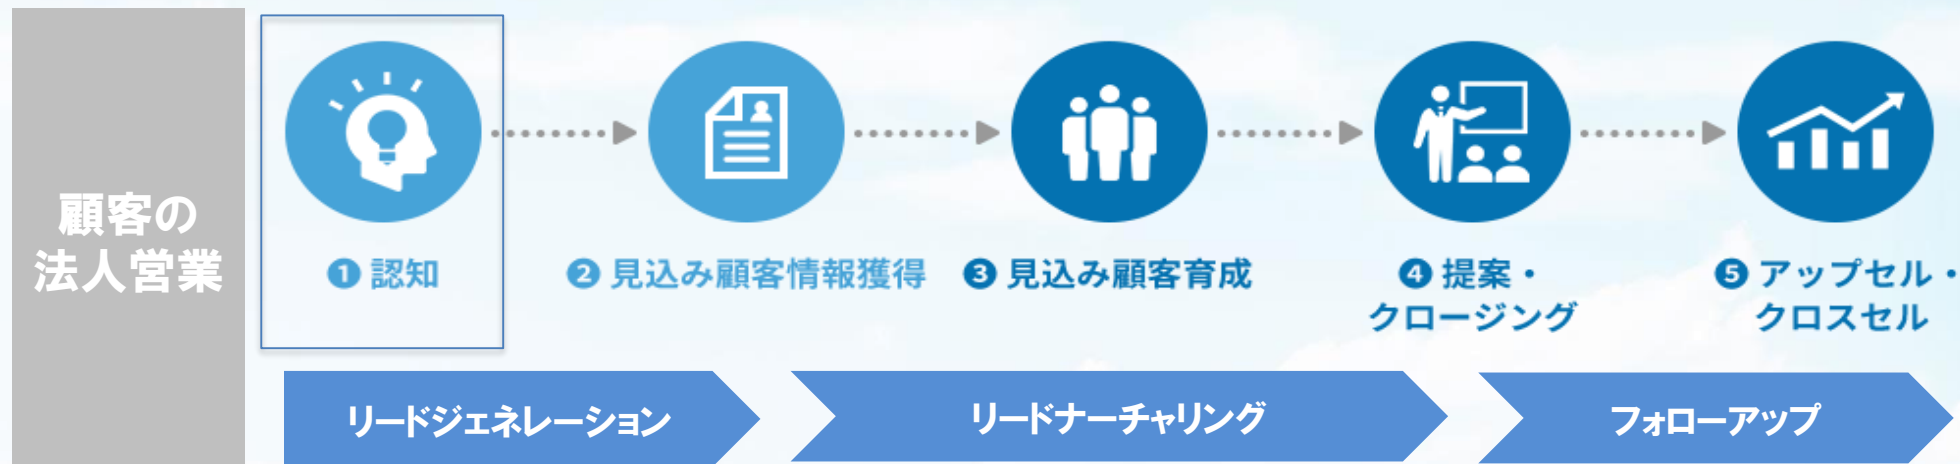 顧客の
法人営業
❶ 認知
❷ 見込み顧客情報獲得
❸ 見込み顧客育成
❹ 提案・
クロージング
❺ アップセル・
クロスセル
リードジェネレーション
リードナーチャリング
フォローアップ